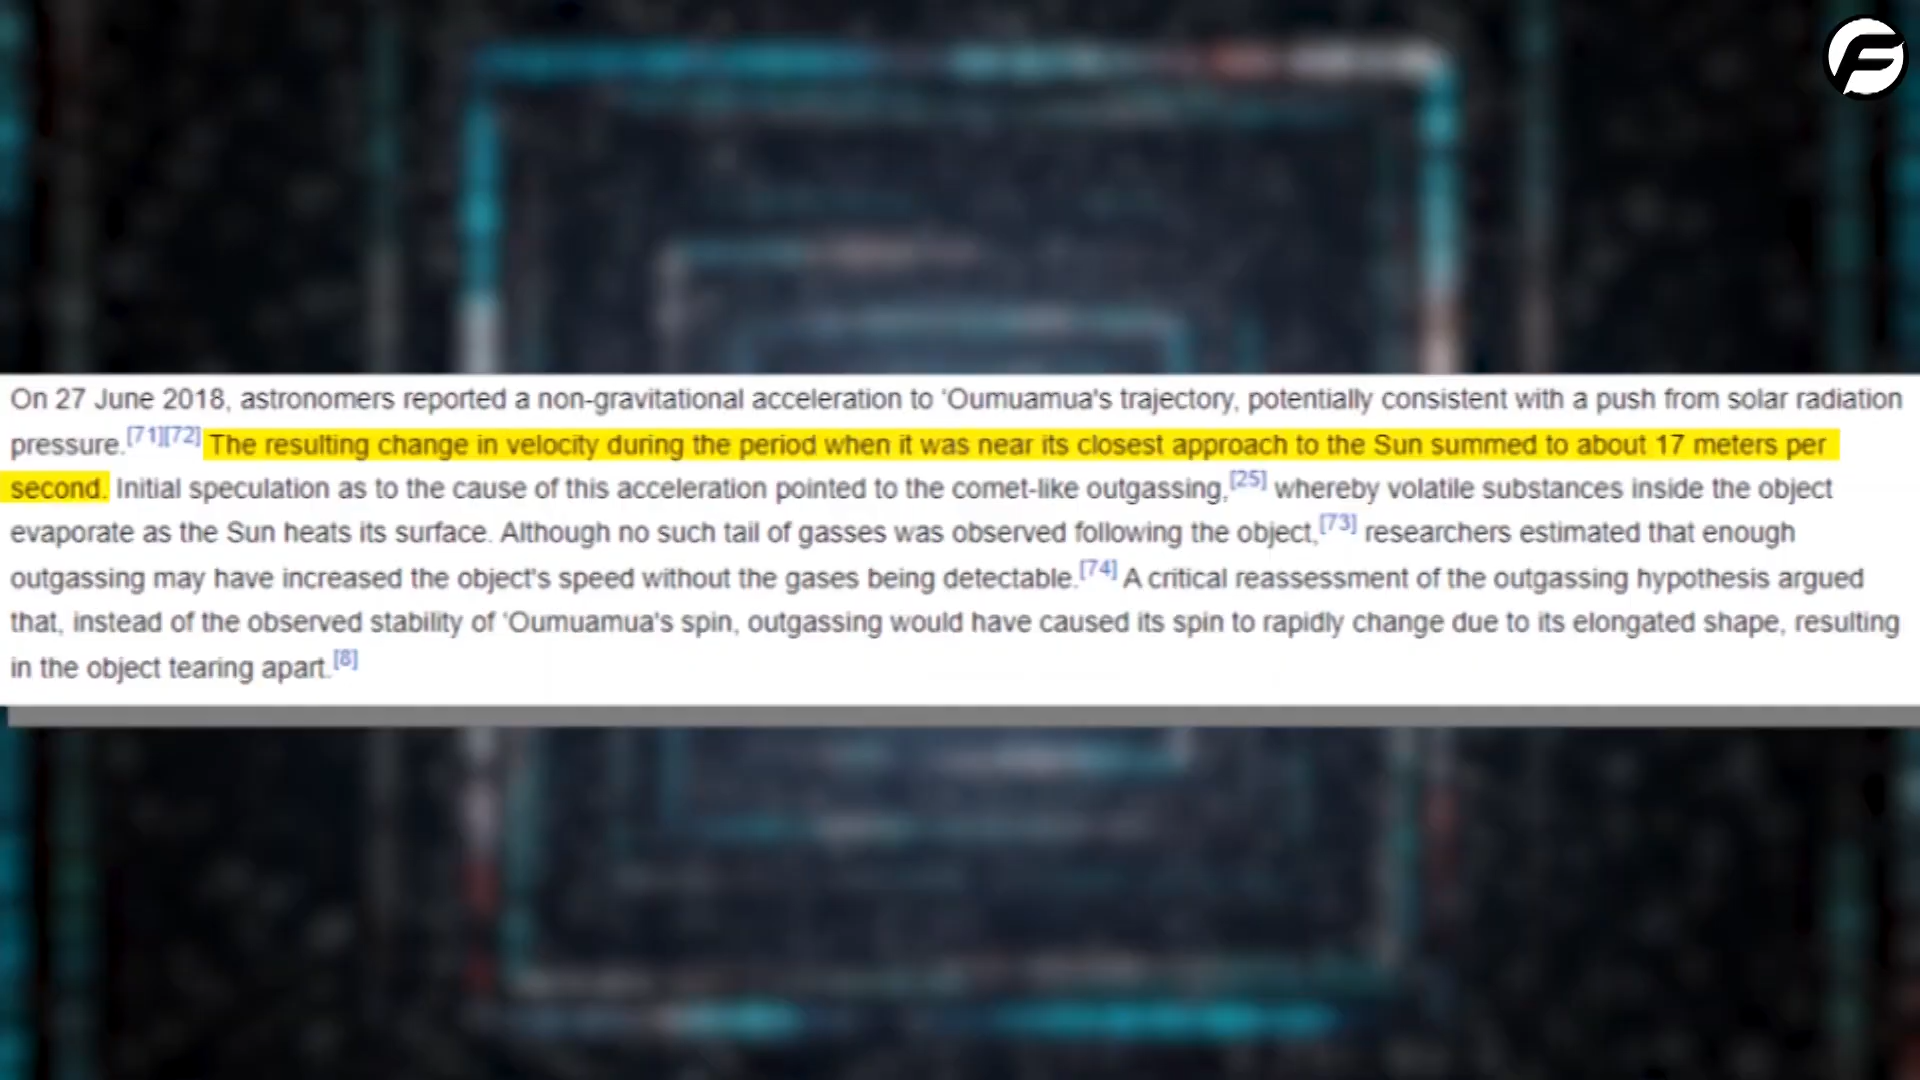 On 27 June 2018, astronomers reported a non-gravitational acceleration to ʻOumuamua's trajectory, potentially consistent with a push from solar radiation
pressure.[71][72] The resulting change in velocity during the period when it was near its closest approach to the Sun summed to about 17 meters per
second. Initial speculation as to the cause of this acceleration pointed to the comet-like outgassing,[25] whereby volatile substances inside the object
evaporate as the Sun heats its surface. Although no such tail of gasses was observed following the object,[73] researchers estimated that enough
outgassing may have increased the object's speed without the gases being detectable.[74] A critical reassessment of the outgassing hypothesis argued
that, instead of the observed stability of ʻOumuamua's spin, outgassing would have caused its spin to rapidly change due to its elongated shape, resulting
in the object tearing apart.[8]